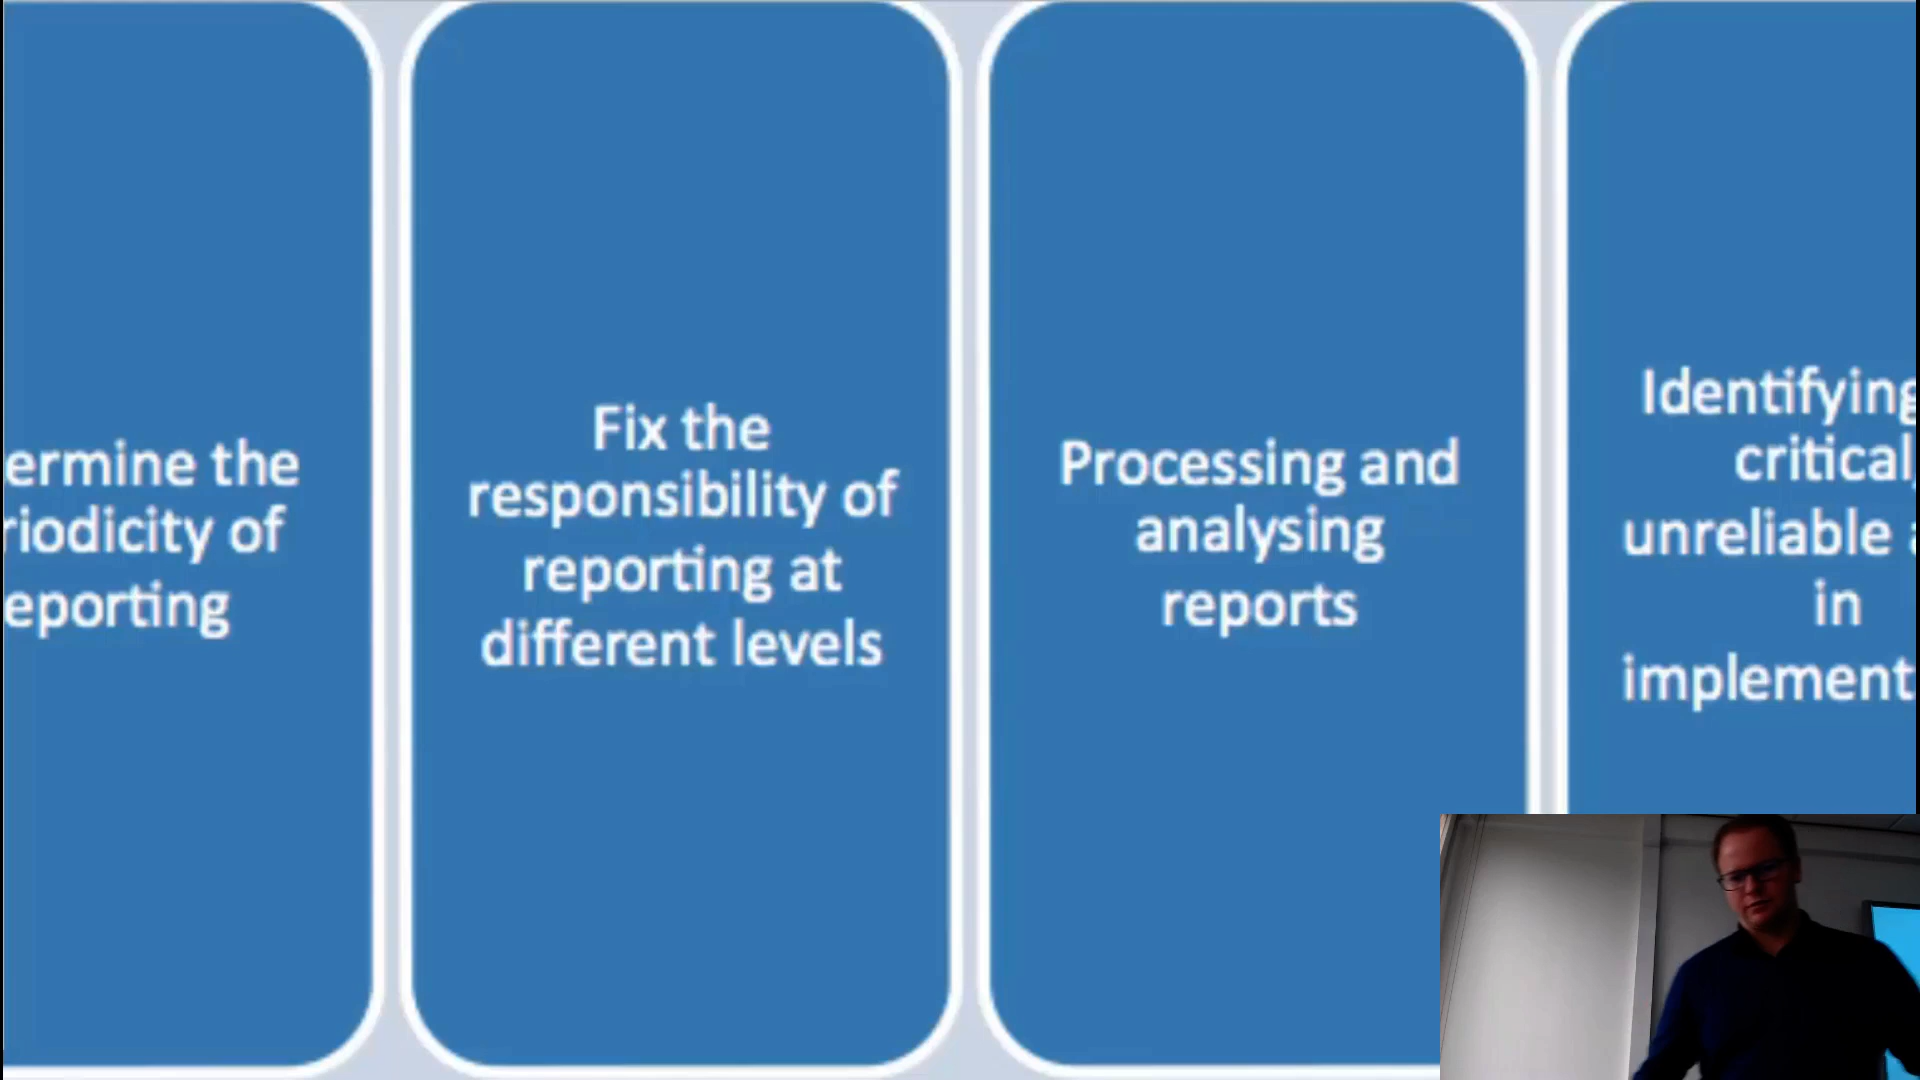 ermine the
riodicity of
eporting
Fix the
responsibility of
reporting at
different levels
Processing and
analysing
reports
Identifying
critical,
unreliable
in
implement